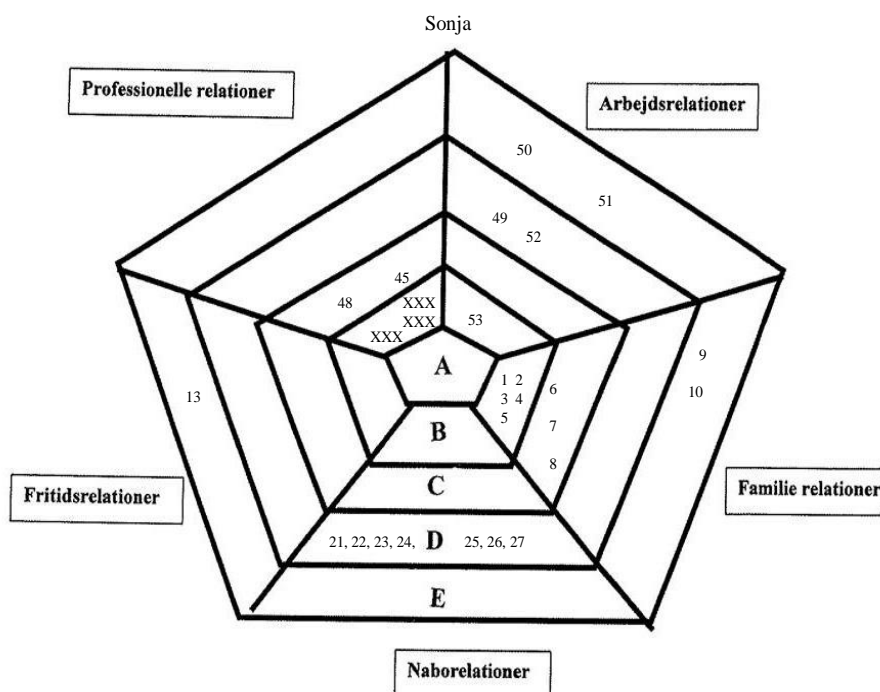 Sonja
Professionelle relationer
Arbejdsrelationer
50
51
49
52
45
48
XXX
XXX
53
XXX
A
9
1 2
6
10
3 4
13
5
7
B
8
Fritidsrelationer
Familie relationer
C
21, 22, 23, 24, D 25, 26, 27
E
Naborelationer